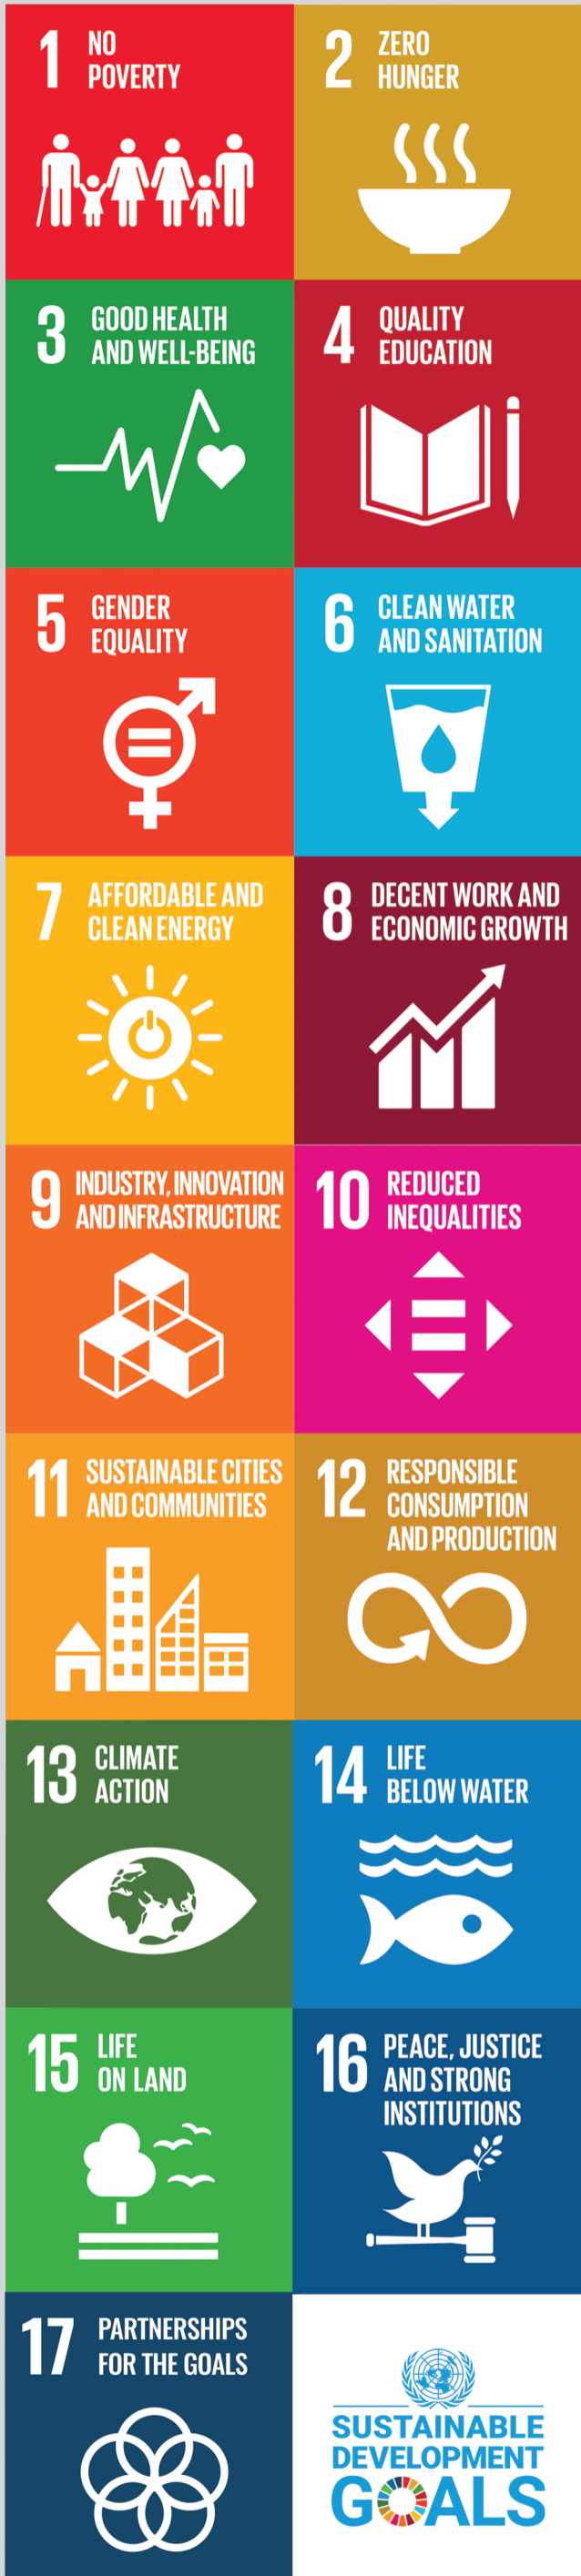 1 NO
POVERTY
2 ZERO
HUNGER
3 GOOD HEALTH
AND WELL-BEING
4 QUALITY
EDUCATION
5 GENDER
EQUALITY
6 CLEAN WATER
AND SANITATION
7 AFFORDABLE AND
CLEAN ENERGY
8 DECENT WORK AND
ECONOMIC GROWTH
9 INDUSTRY, INNOVATION
AND INFRASTRUCTURE
10 REDUCED
INEQUALITIES
11 SUSTAINABLE CITIES
AND COMMUNITIES
12 RESPONSIBLE
CONSUMPTION
AND PRODUCTION
13 CLIMATE
ACTION
14 LIFE
BELOW WATER
15 LIFE
ON LAND
16 PEACE, JUSTICE
AND STRONG
INSTITUTIONS
17 PARTNERSHIPS
FOR THE GOALS
SUSTAINABLE
DEVELOPMENT
GOALS